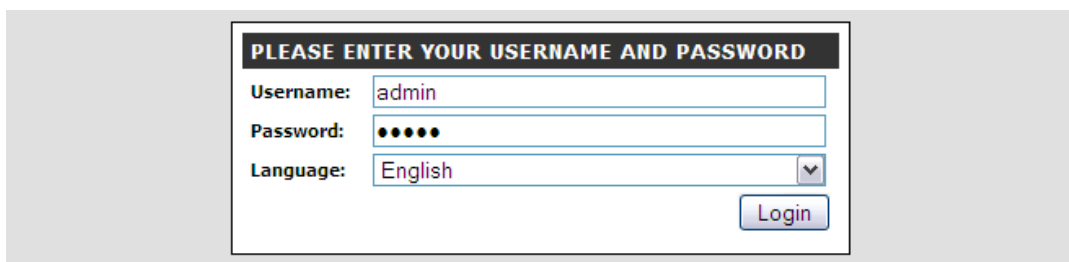 PLEASE ENTER YOUR USERNAME AND PASSWORD
Username: admin
Password: •••••
Language: English
Login